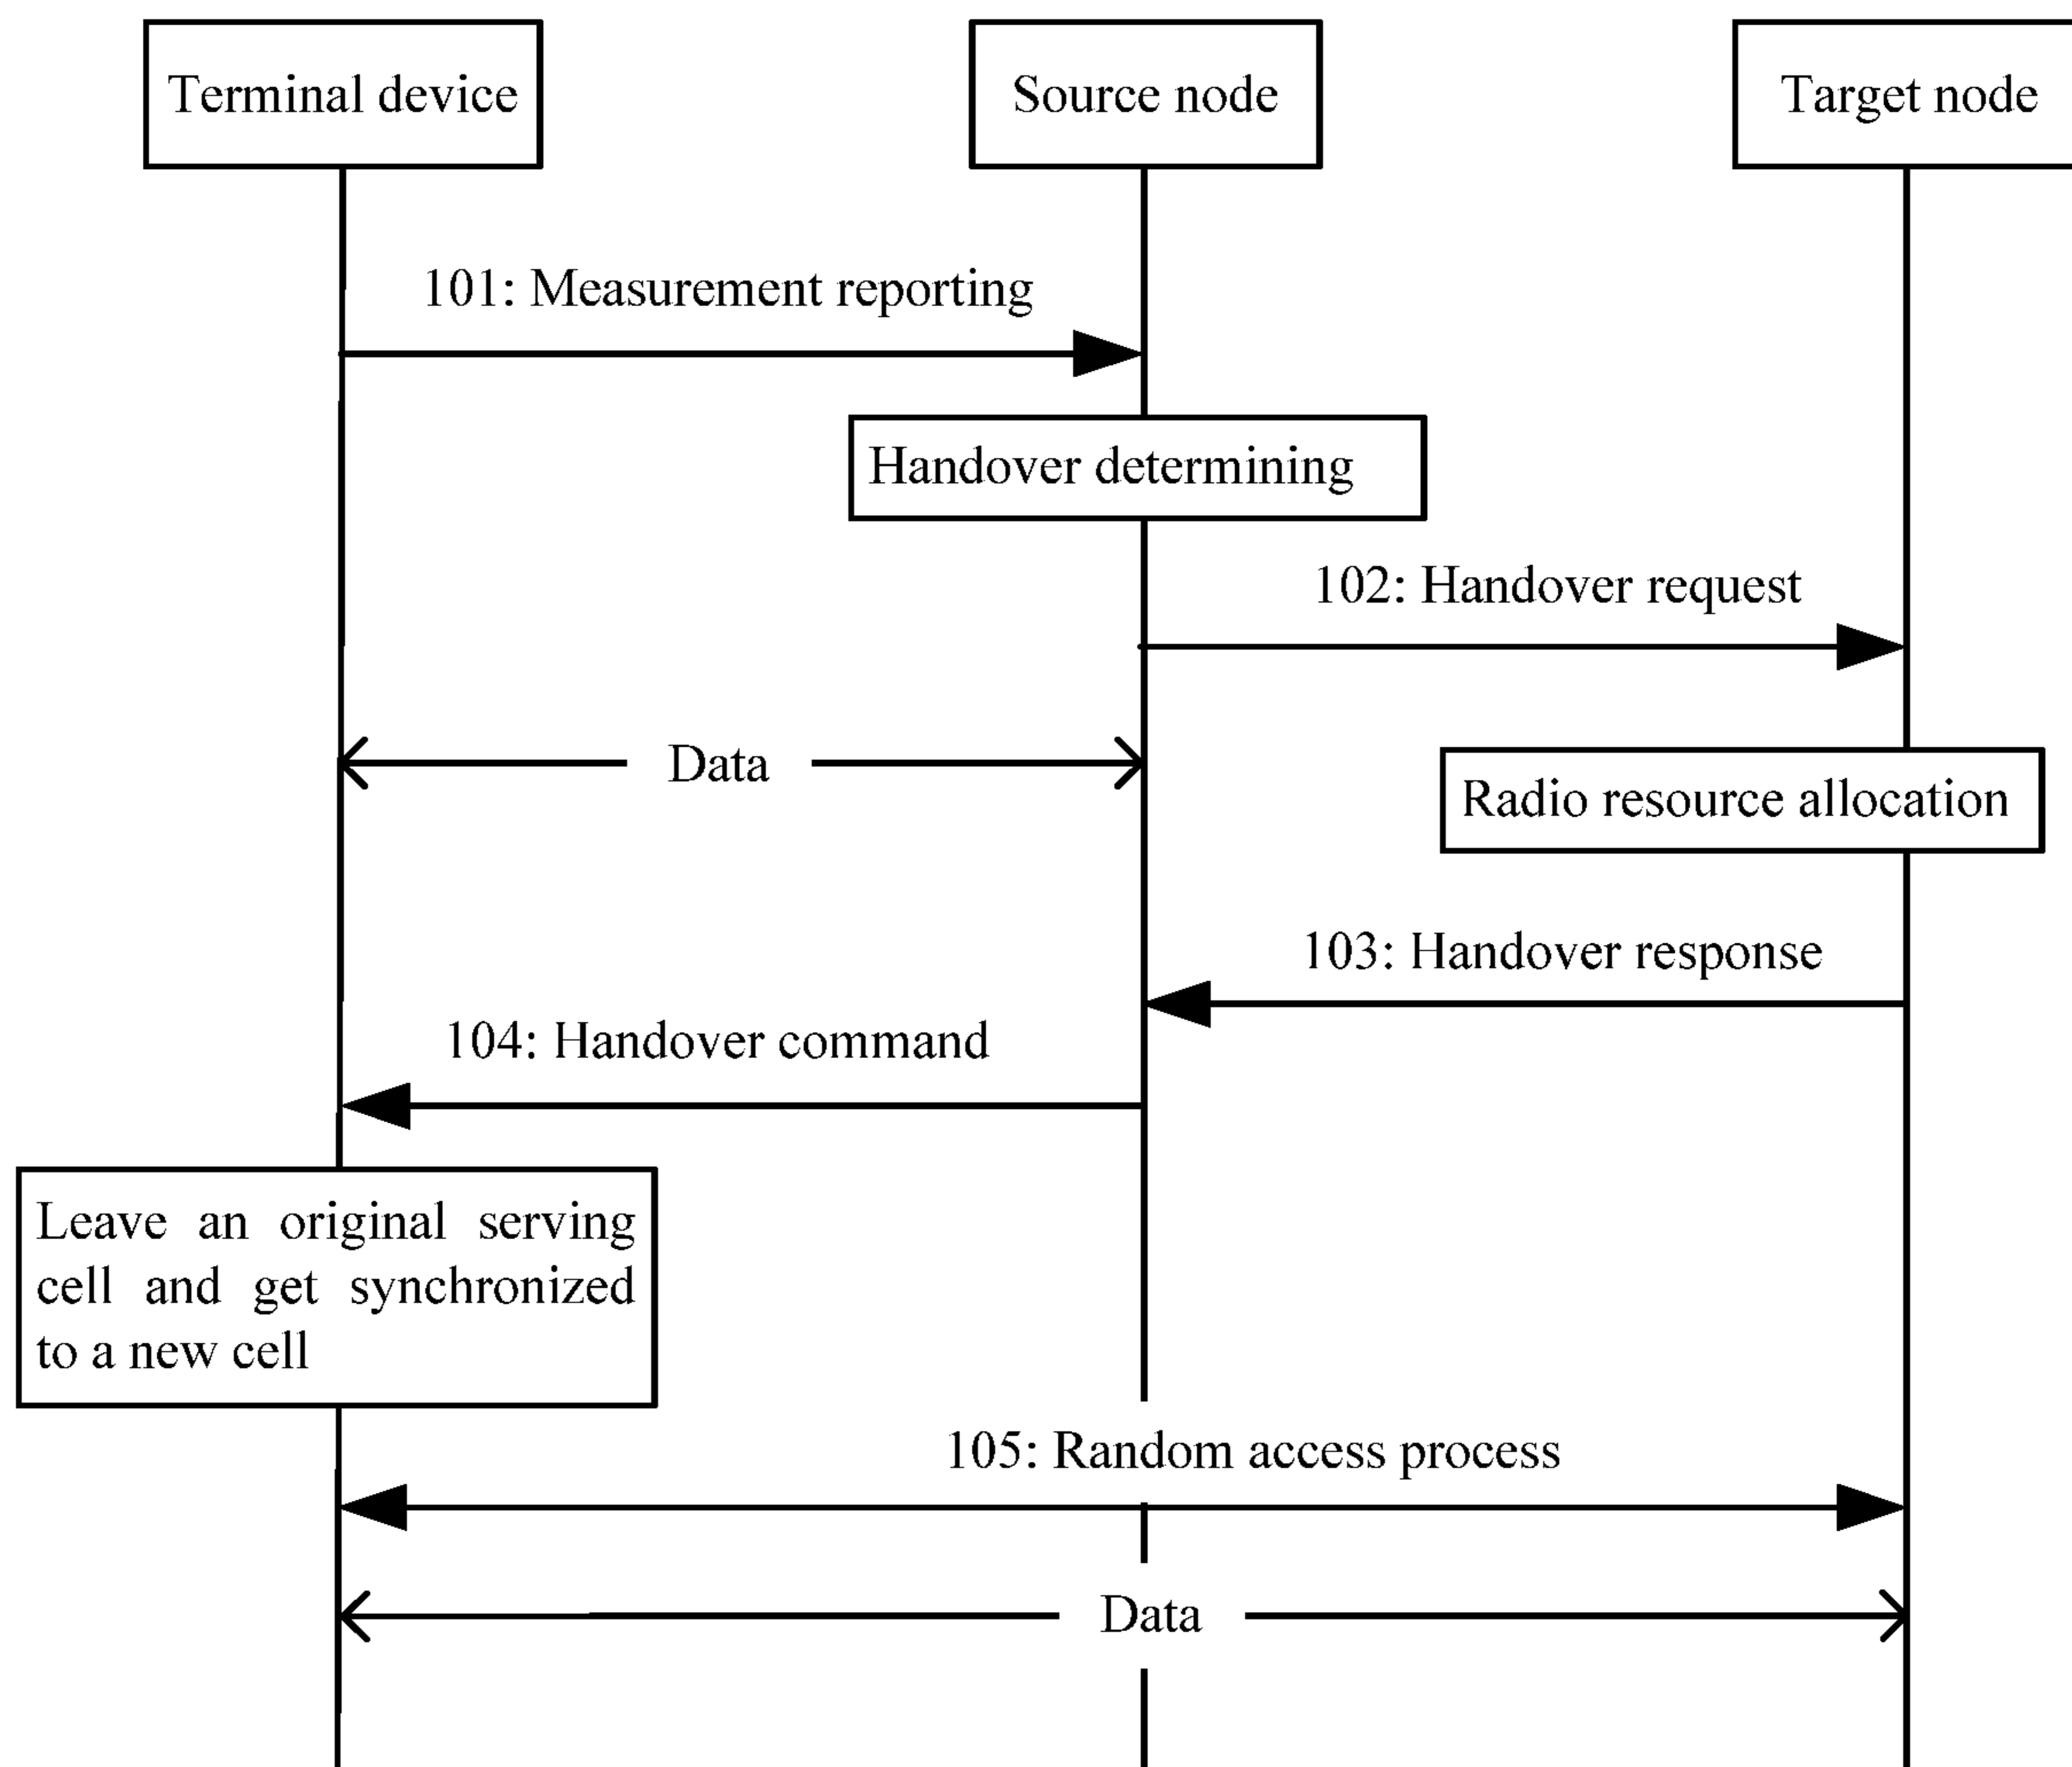 Terminal device
Source node
Target node
101: Measurement reporting
Handover determining
102: Handover request
Data
Radio resource allocation
103: Handover response
104: Handover command
Leave an original serving
cell and get synchronized
to a new cell
105: Random access process
Data